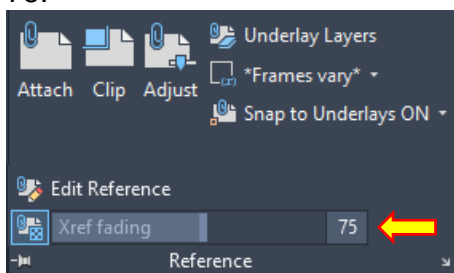 Attach Clip Adjust
Underlay Layers
*Frames vary*
Snap to Underlays ON
Edit Reference
Xref fading 75
Reference